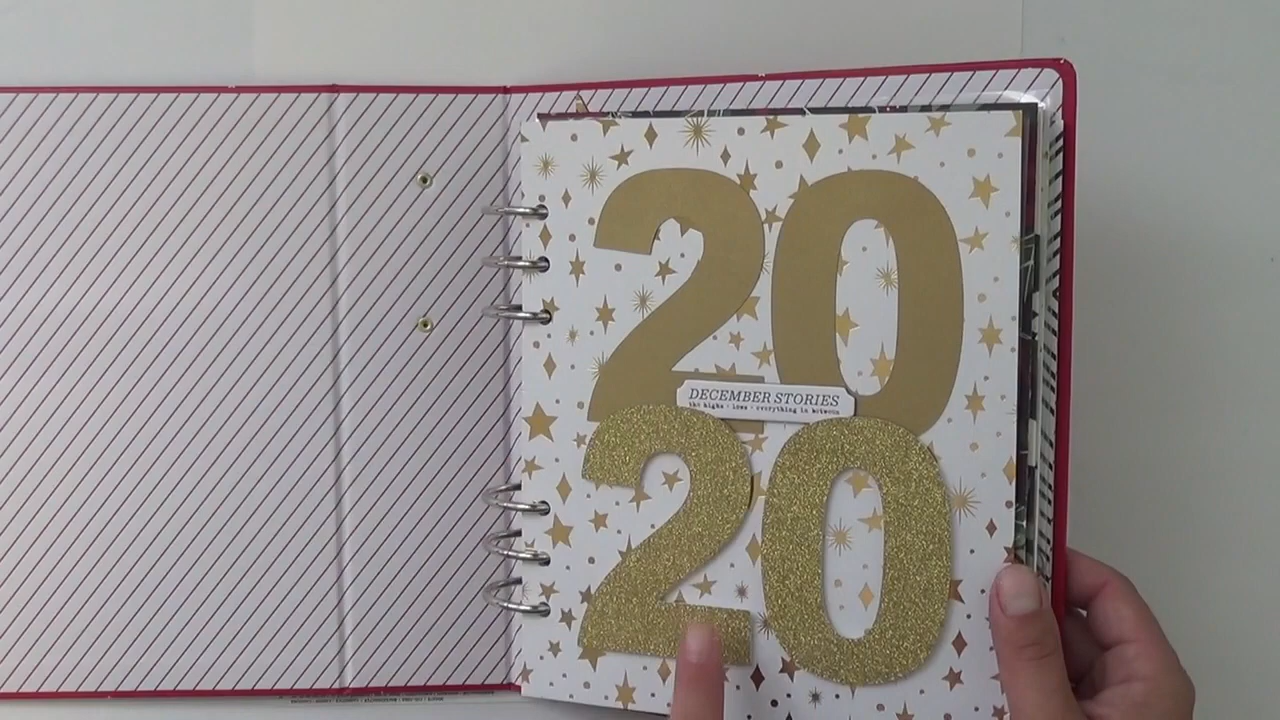 20
DECEMBER STORIES
the highs - lows - everything in between
20